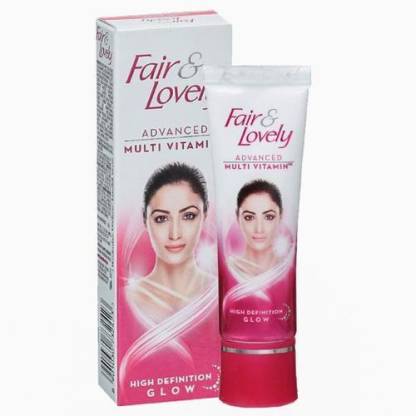 Fair &
Lovely
ADVANCED
MULTI VITAMIN
HIGH DEFINITION
GLOW
Fair &
Lovely
ADVANCED
MULTI VITAMIN
HIGH DEFINITION
GLOW